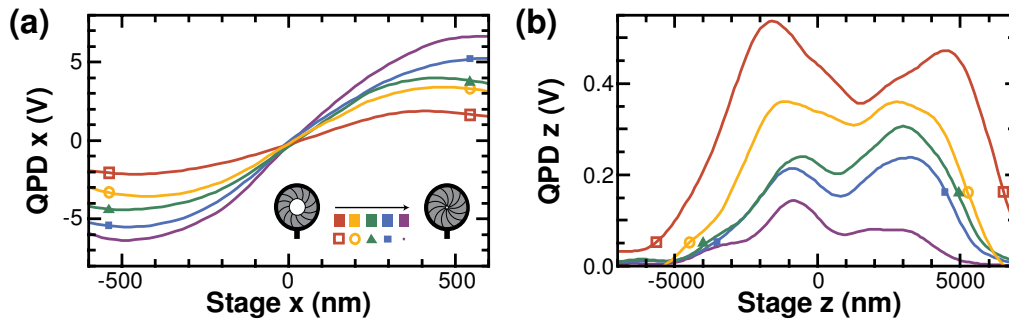 (a)
QPD x (V)
5
0
-5
-500
0
500
Stage x (nm)
(b)
QPD z (V)
0.4
0.2
0.0
-5000
0
5000
Stage z (nm)